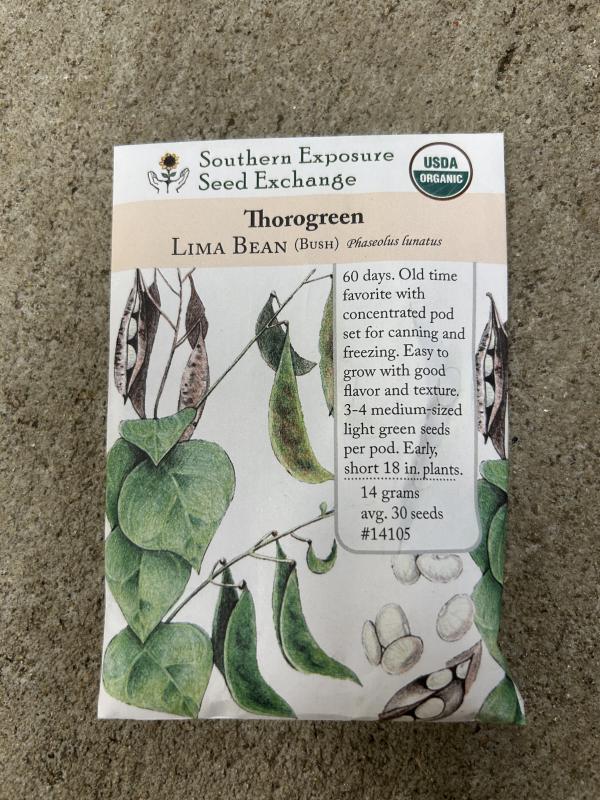 Southern Exposure
Seed Exchange
USDA
ORGANIC
Thorogreen
LIMA BEAN (BUSH) Phaseolus lunatus
60 days. Old time
favorite with
concentrated pod
set for canning and
freezing. Easy to
grow with good
flavor and texture.
3-4 medium-sized
light green seeds
per pod. Early,
short 18 in. plants.
14 grams
avg. 30 seeds
#14105